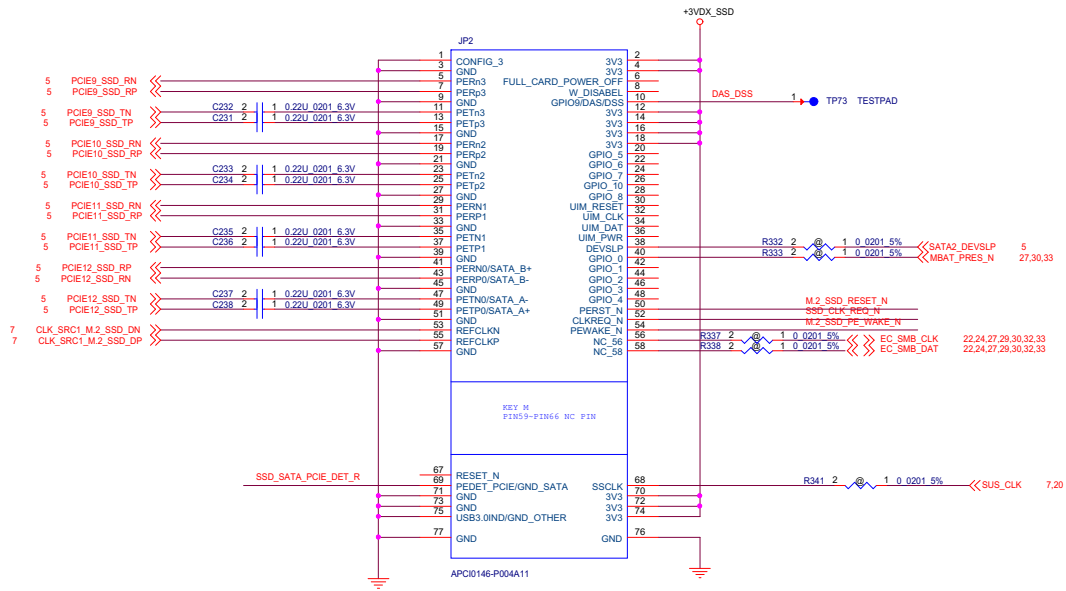 +3VDX_SSD
JP2
1 CONFIG_3 3V3 2
3 GND 3V3 4
5 PCIE9_SSD_RN 5 PERn3 FULL_CARD_POWER_OFF 6
5 PCIE9_SSD_RP 7 PERp3 W_DISABEL 8
9 GND GPIO9/DAS/DSS 10 DAS_DSS 1 TP73 TESTPAD
5 PCIE9_SSD_TN C232 2 1 0.22U_0201_6.3V 11 PETn3 3V3 12
5 PCIE9_SSD_TP C231 2 1 0.22U_0201_6.3V 13 PETp3 3V3 14
15 GND 3V3 16
5 PCIE10_SSD_RN 17 PERn2 3V3 18
5 PCIE10_SSD_RP 19 PERp2 GPIO_5 20
21 GND GPIO_6 22
5 PCIE10_SSD_TN C233 2 1 0.22U_0201_6.3V 23 PETn2 GPIO_7 24
5 PCIE10_SSD_TP C234 2 1 0.22U_0201_6.3V 25 PETp2 GPIO_10 26
27 GND GPIO_8 28
5 PCIE11_SSD_RN 29 PERN1 UIM_RESET 30
5 PCIE11_SSD_RP 31 PERP1 UIM_CLK 32
33 GND UIM_DAT 34
5 PCIE11_SSD_TN C235 2 1 0.22U_0201_6.3V 35 PETN1 UIM_PWR 36
5 PCIE11_SSD_TP C236 2 1 0.22U_0201_6.3V 37 PETP1 DEVSLP 38 R332 2 @ 1 0_0201_5% SATA2_DEVSLP 5
39 GND GPIO_0 40 R333 2 @ 1 0_0201_5% MBAT_PRES_N 27,30,33
5 PCIE12_SSD_RP 41 PERN0/SATA_B+ GPIO_1 42
5 PCIE12_SSD_RN 43 PERP0/SATA_B- GPIO_2 44
45 GND GPIO_3 46
5 PCIE12_SSD_TN C237 2 1 0.22U_0201_6.3V 47 PETN0/SATA_A- GPIO_4 48
5 PCIE12_SSD_TP C238 2 1 0.22U_0201_6.3V 49 PETP0/SATA_A+ PERST_N 50 M.2_SSD_RESET_N
51 GND CLKREQ_N 52 SSD_CLK_REQ_N
7 CLK_SRC1_M.2_SSD_DN 53 REFCLKN PEWAKE_N 54 M.2_SSD_PE_WAKE_N
7 CLK_SRC1_M.2_SSD_DP 55 REFCLKP NC_56 56 R337 2 @ 1 0_0201_5% EC_SMB_CLK 22,24,27,29,30,32,33
57 GND NC_58 58 R338 2 @ 1 0_0201_5% EC_SMB_DAT 22,24,27,29,30,32,33
KEY M
PIN59-PIN66 NC PIN
67 RESET_N
SSD_SATA_PCIE_DET_R 69 PEDET_PCIE/GND_SATA SSCLK 68 R341 2 @ 1 0_0201_5% SUS_CLK 7,20
71 GND 3V3 70
73 GND 3V3 72
75 USB3.0IND/GND_OTHER 3V3 74
77 GND GND 76
APCI0146-P004A11